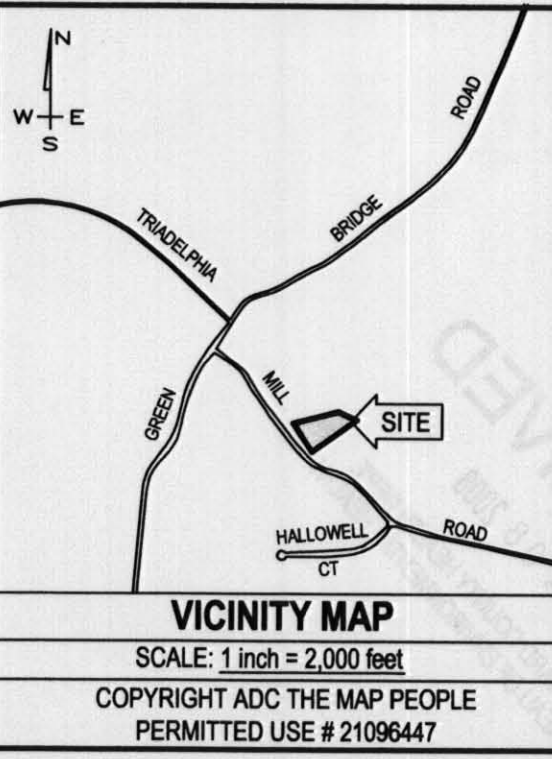 N
W E
S
ROAD
BRIDGE
TRIADELPHIA
GREEN
MILL
SITE
HALLOWELL
CT
ROAD
VICINITY MAP
SCALE: 1 inch = 2,000 feet
COPYRIGHT ADC THE MAP PEOPLE
PERMITTED USE # 21096447